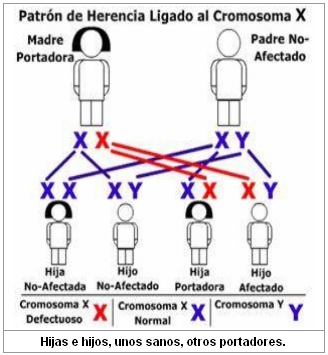 Patrón de Herencia Ligado al Cromosoma X
Madre Portadora
Padre No-Afectado
X X
X Y
X X
X Y
X X
X Y
Hija No-Afectada
Hijo No-Afectado
Hija Portadora
Hijo Afectado
Cromosoma X Defectuoso X
Cromosoma X Normal X
Cromosoma Y Y
Hijas e hijos, unos sanos, otros portadores.